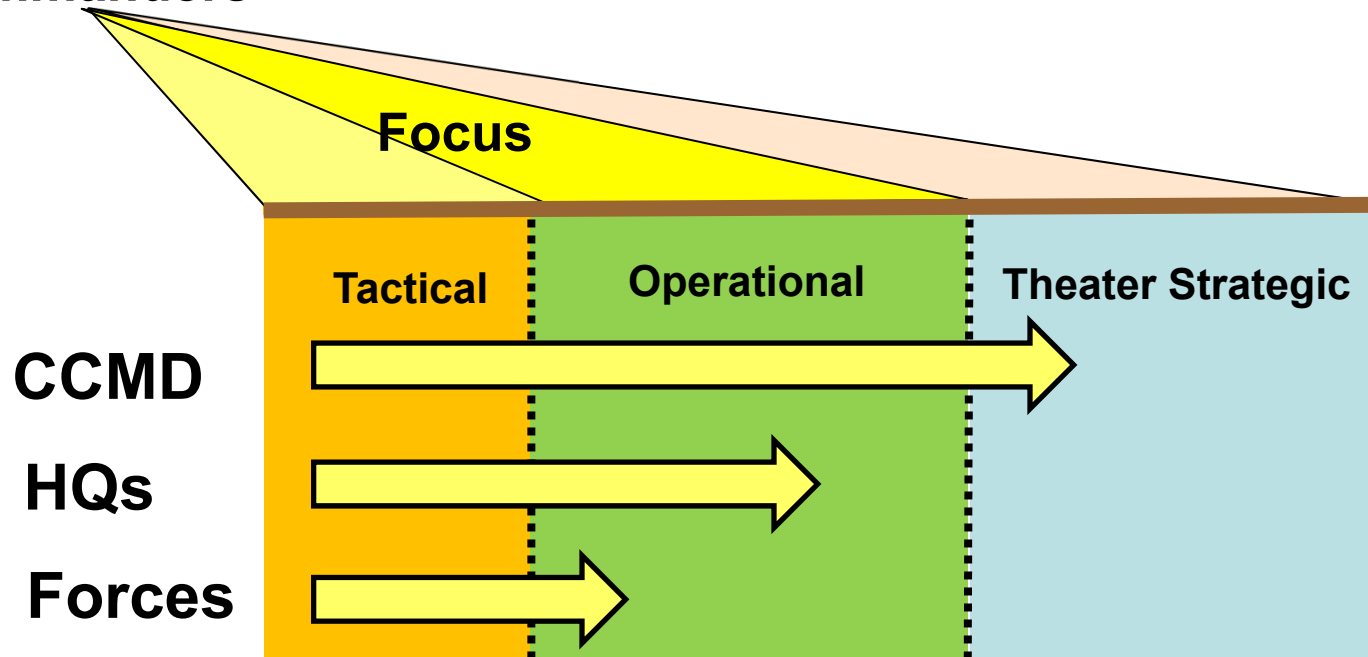 Focus
Tactical
Operational
Theater Strategic
CCMD
HQs
Forces